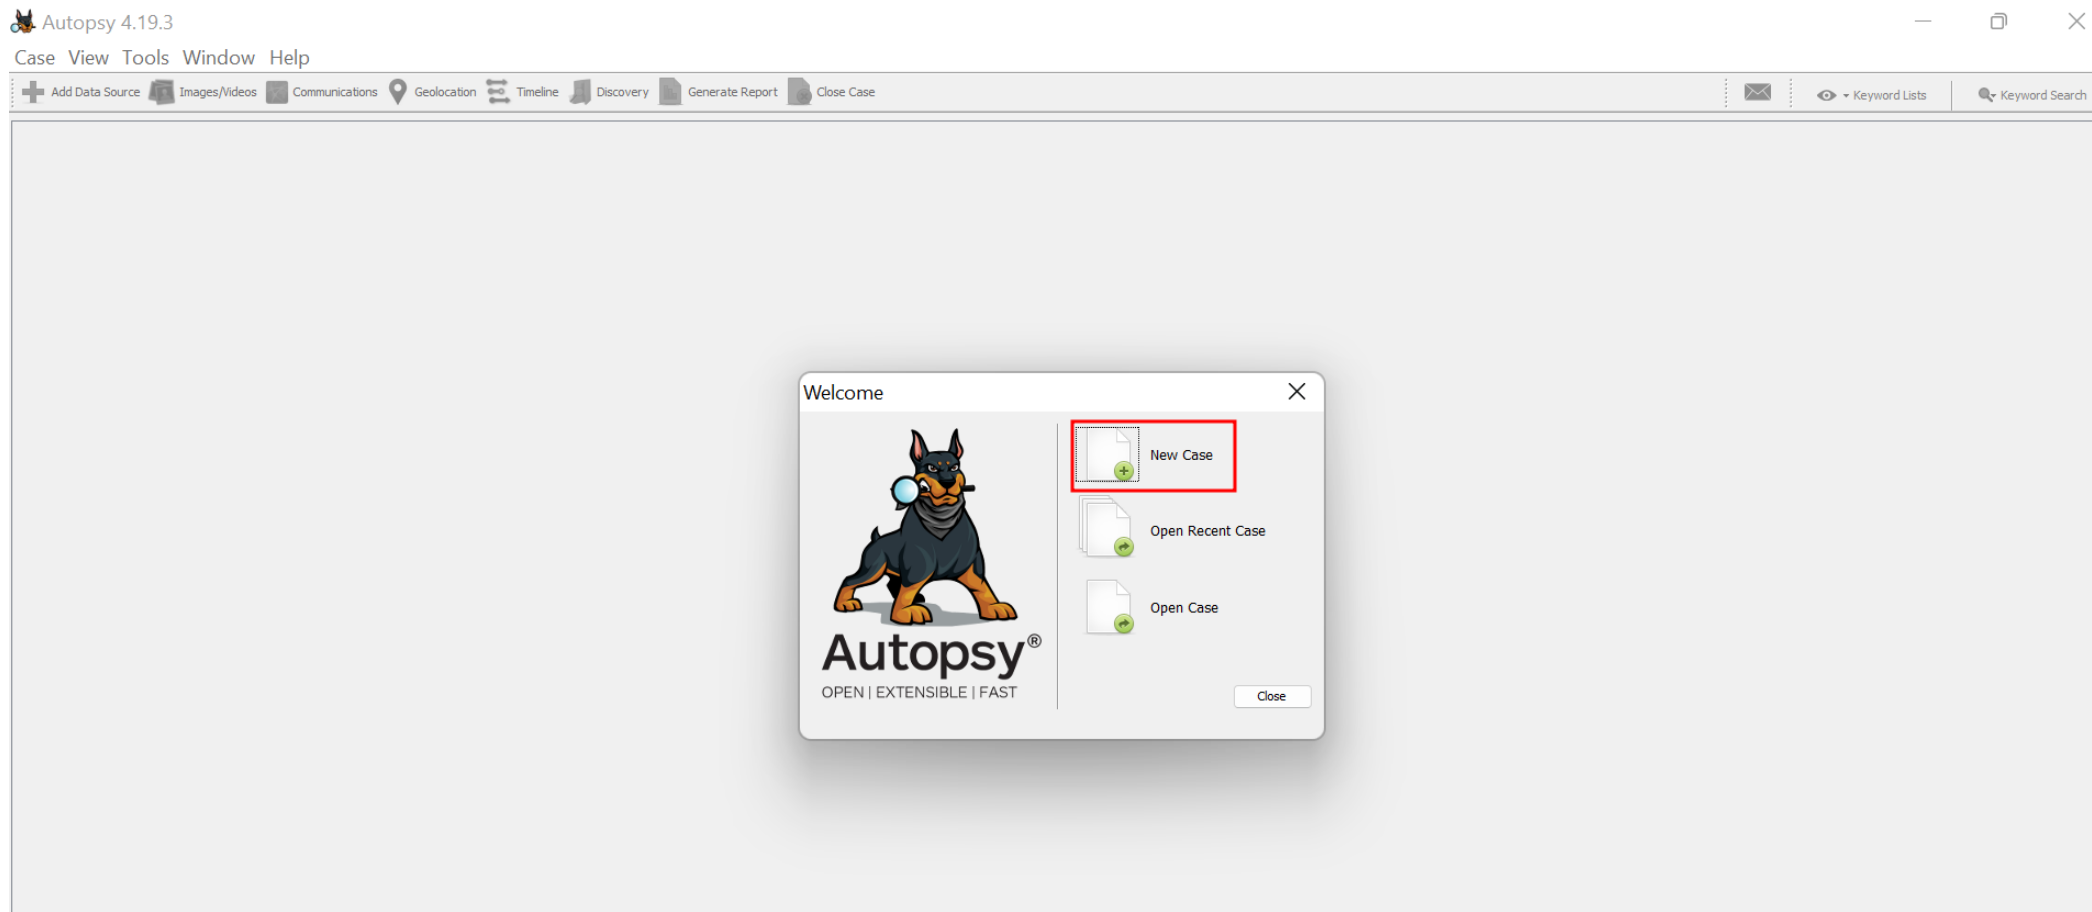 Autopsy 4.19.3
Case View Tools Window Help
Add Data Source Images/Videos Communications Geolocation Timeline Discovery Generate Report Close Case Keyword Lists Keyword Search
Welcome
New Case
Open Recent Case
Open Case
Autopsy®
OPEN | EXTENSIBLE | FAST
Close